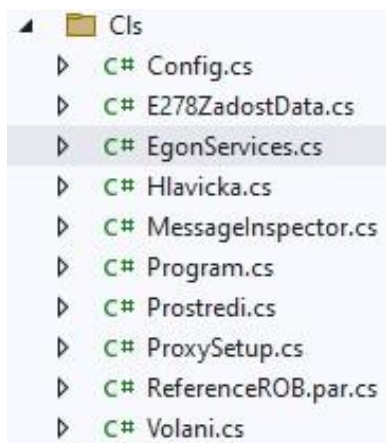 Cls
C# Config.cs
C# E278ZadostData.cs
C# EgonServices.cs
C# Hlavicka.cs
C# MessageInspector.cs
C# Program.cs
C# Prostredi.cs
C# ProxySetup.cs
C# ReferenceROB.par.cs
C# Volani.cs